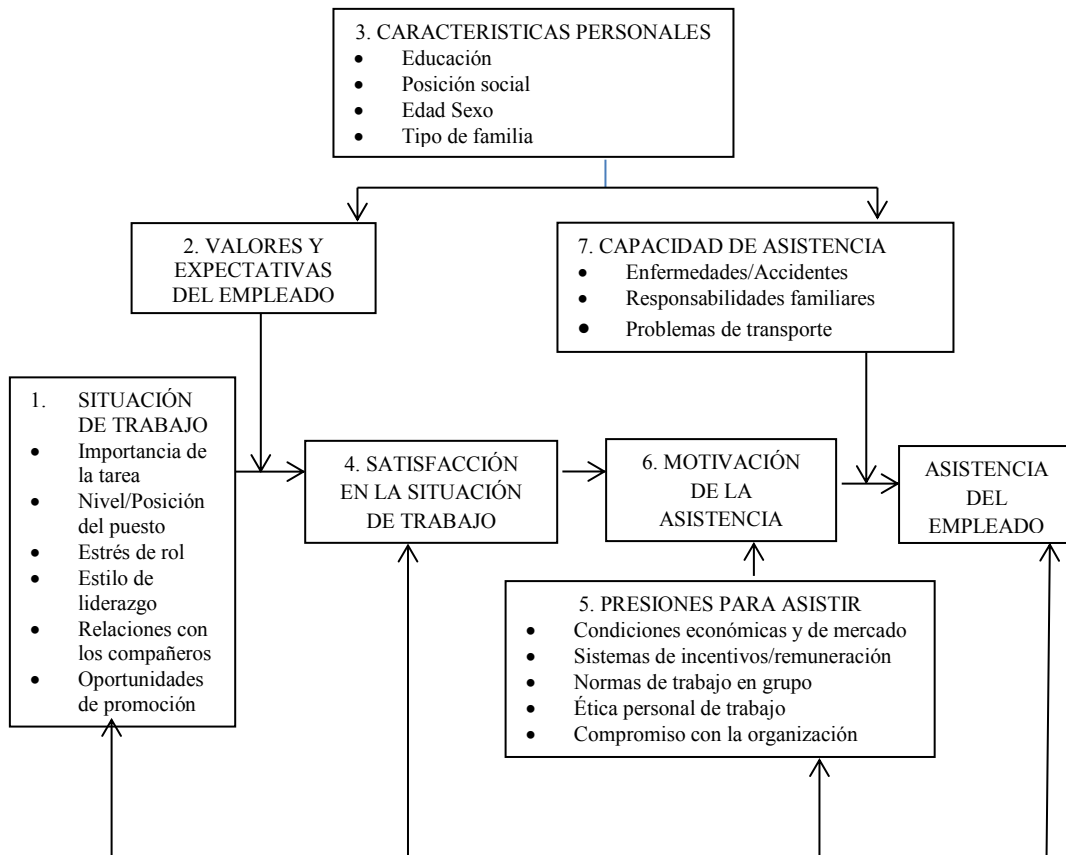 3. CARACTERISTICAS PERSONALES
• Educación
• Posición social
• Edad Sexo
• Tipo de familia
2. VALORES Y
EXPECTATIVAS
DEL EMPLEADO
7. CAPACIDAD DE ASISTENCIA
• Enfermedades/Accidentes
• Responsabilidades familiares
• Problemas de transporte
1. SITUACIÓN
DE TRABAJO
• Importancia de
la tarea
• Nivel/Posición
del puesto
• Estrés de rol
• Estilo de
liderazgo
• Relaciones con
los compañeros
• Oportunidades
de promoción
4. SATISFACCIÓN
EN LA SITUACIÓN
DE TRABAJO
6. MOTIVACIÓN
DE LA
ASISTENCIA
ASISTENCIA
DEL
EMPLEADO
5. PRESIONES PARA ASISTIR
• Condiciones económicas y de mercado
• Sistemas de incentivos/remuneración
• Normas de trabajo en grupo
• Ética personal de trabajo
• Compromiso con la organización